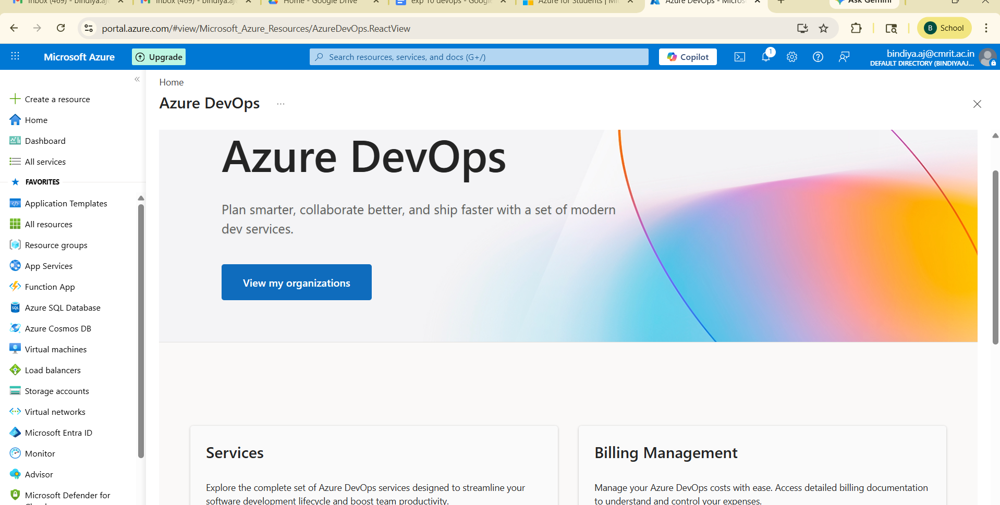 Inbox (469) - bindiya.aj
Inbox (469) - bindiya.aj
Home - Google Drive
exp 10 devops - Google
Azure for Students | Mic
Azure DevOps - Micros
Ask Gemini
portal.azure.com/#view/Microsoft_Azure_Resources/AzureDevOps.ReactView
B School
Microsoft Azure
Upgrade
Search resources, services, and docs (G+/)
Copilot
1
bindiya.aj@cmrit.ac.in
DEFAULT DIRECTORY (BINDIYAAJ...
Create a resource
Home
Dashboard
All services
FAVORITES
Application Templates
All resources
Resource groups
App Services
Function App
SQL
Azure SQL Database
Azure Cosmos DB
Virtual machines
Load balancers
Storage accounts
Virtual networks
Microsoft Entra ID
Monitor
Advisor
Microsoft Defender for
Home
Azure DevOps ...
Azure DevOps
Plan smarter, collaborate better, and ship faster with a set of modern
dev services.
View my organizations
Services
Explore the complete set of Azure DevOps services designed to streamline your
software development lifecycle and boost team productivity.
Billing Management
Manage your Azure DevOps costs with ease. Access detailed billing documentation
to understand and control your expenses.